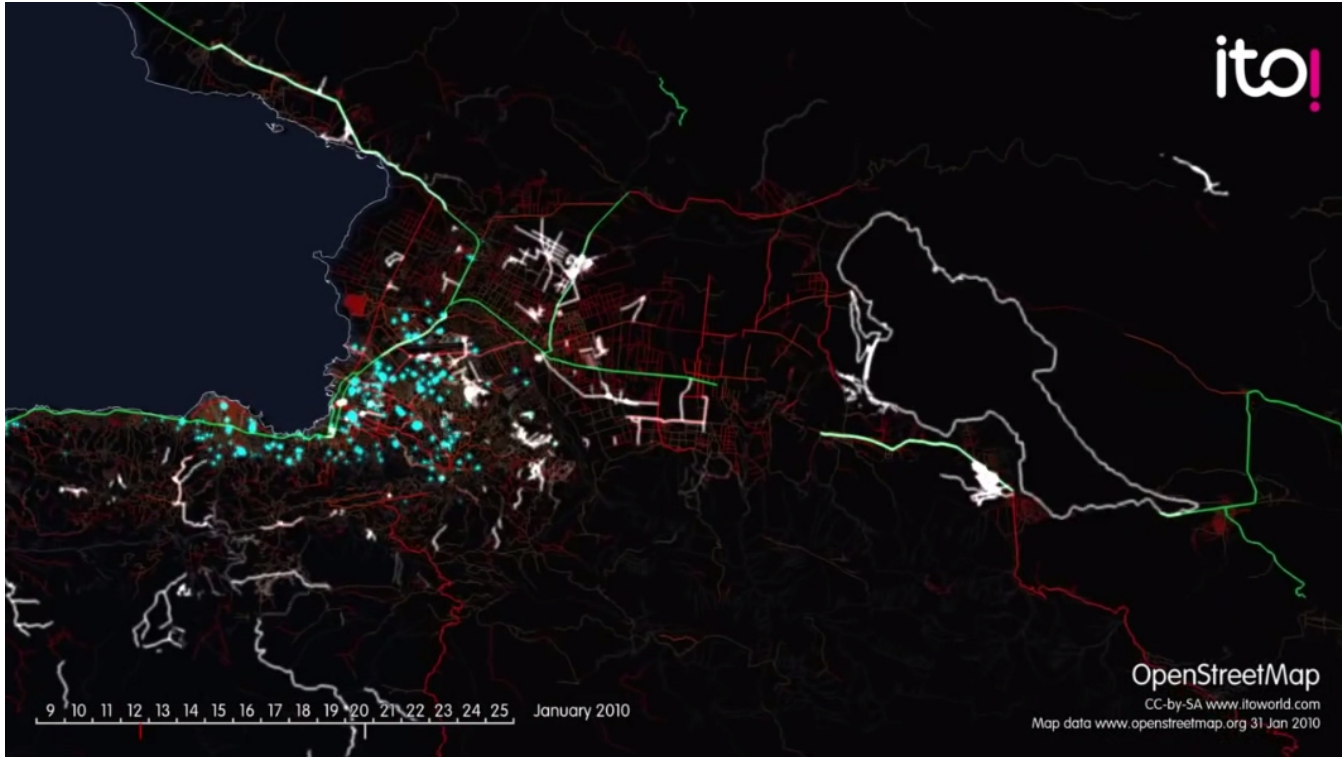 ito!
OpenStreetMap
CC-by-SA www.itoworld.com
Map data www.openstreetmap.org 31 Jan 2010
9 10 11 12 13 14 15 16 17 18 19 20 21 22 23 24 25 January 2010